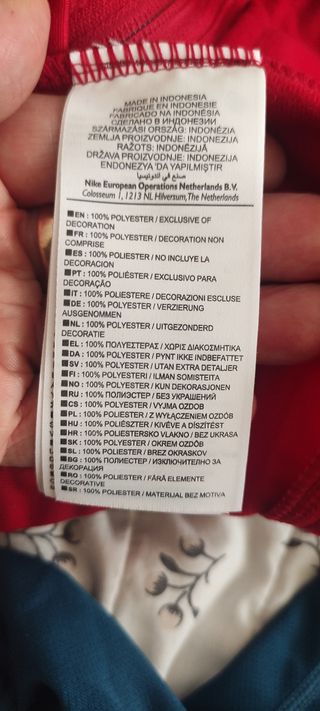 MADE IN INDONESIA
FABRIQUE EN INDONESIE
FABRICADO NA INDONÉSIA
СДЕЛАНО В ИНДОНЕЗИИ
SZÁRMAZÁSI ORSZÁG: INDONÉZIA
ZEMLJA PROIZVODNJE: INDONEZIJA
RAŽOTS: INDONĒZIJĀ
DRŽAVA PROIZVODNJE: INDONEZIJA
ENDONEZYA 'DA YAPILMIŞTIR
صنع في اندونيسيا
Nike European Operations Netherlands B.V.
Colosseum 1, 1213 NL Hilversum, The Netherlands
EN : 100% POLYESTER / EXCLUSIVE OF
DECORATION
FR : 100% POLYESTER / DECORATION NON
COMPRISE
ES : 100% POLIESTER / NO INCLUYE LA
DECORACION
PT : 100% POLIÉSTER / EXCLUSIVO PARA
DECORAÇÃO
IT : 100% POLIESTERE / DECORAZIONI ESCLUSE
DE : 100% POLYESTER / VERZIERUNG
AUSGENOMMEN
NL : 100% POLYESTER / UITGEZONDERD
DECORATIE
EL : 100% ΠΟΛΥΕΣΤΕΡΑΣ / ΧΩΡΙΣ ΔΙΑΚΟΣΜΗΤΙΚΑ
DA : 100% POLYESTER / PYNT IKKE INDBEFATTET
SV : 100% POLYESTER / UTAN EXTRA DETALJER
FI : 100% POLYESTERI / ILMAN SOMISTEITA
NO : 100% POLYESTER / KUN DEKORASJONEN
RU : 100% ПОЛИЭСТЕР / БЕЗ УКРАШЕНИЙ
CS : 100% POLYESTER / VYJMA OZDOB
PL : 100% POLIESTER / Z WYŁĄCZENIEM OZDÓB
HU : 100% POLIÉSZTER / KIVÉVE A DÍSZÍTÉST
HR : 100% POLIESTERSKO VLAKNO / BEZ UKRASA
SK : 100% POLYESTER / OKREM OZDÔB
SL : 100% POLIESTER / BREZ OKRASKOV
BG : 100% ПОЛИЕСТЕР / ИЗКЛЮЧИТЕЛНО ЗА
ДЕКОРАЦИЯ
RO : 100% POLIESTER / FĂRĂ ELEMENTE
DECORATIVE
SR : 100% POLYESTER / MATERIJAL BEZ MOTIVA